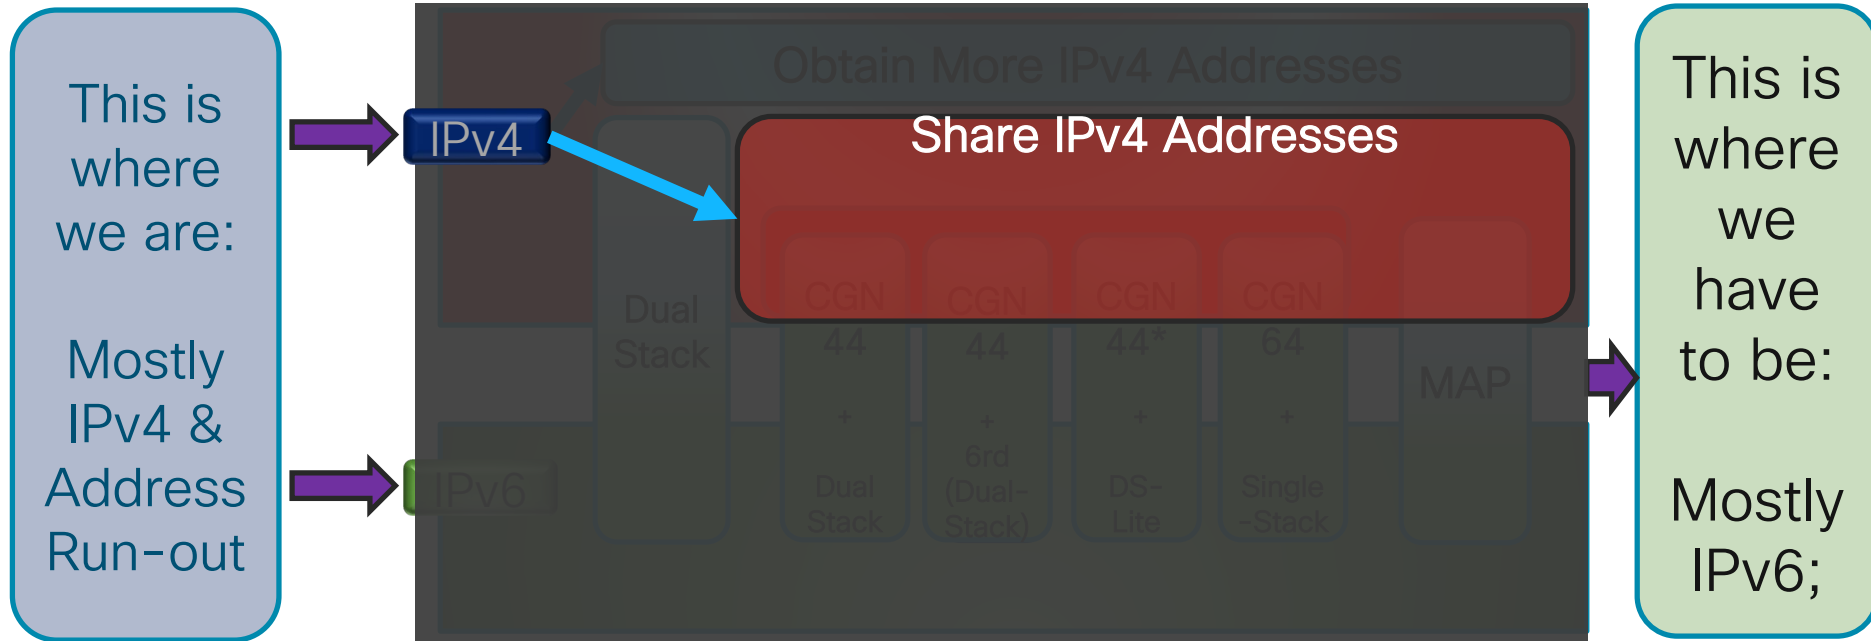 This is
where
we are:
Mostly
IPv4 &
Address
Run-out
IPv4
IPv6
Obtain More IPv4 Addresses
Share IPv4 Addresses
Dual
Stack
CGN
44
+
Dual
Stack
CGN
44
+
6rd
(Dual-
Stack)
CGN
44*
+
DS-
Lite
CGN
64
+
Single
-Stack
MAP
This is
where
we
have
to be:
Mostly
IPv6;